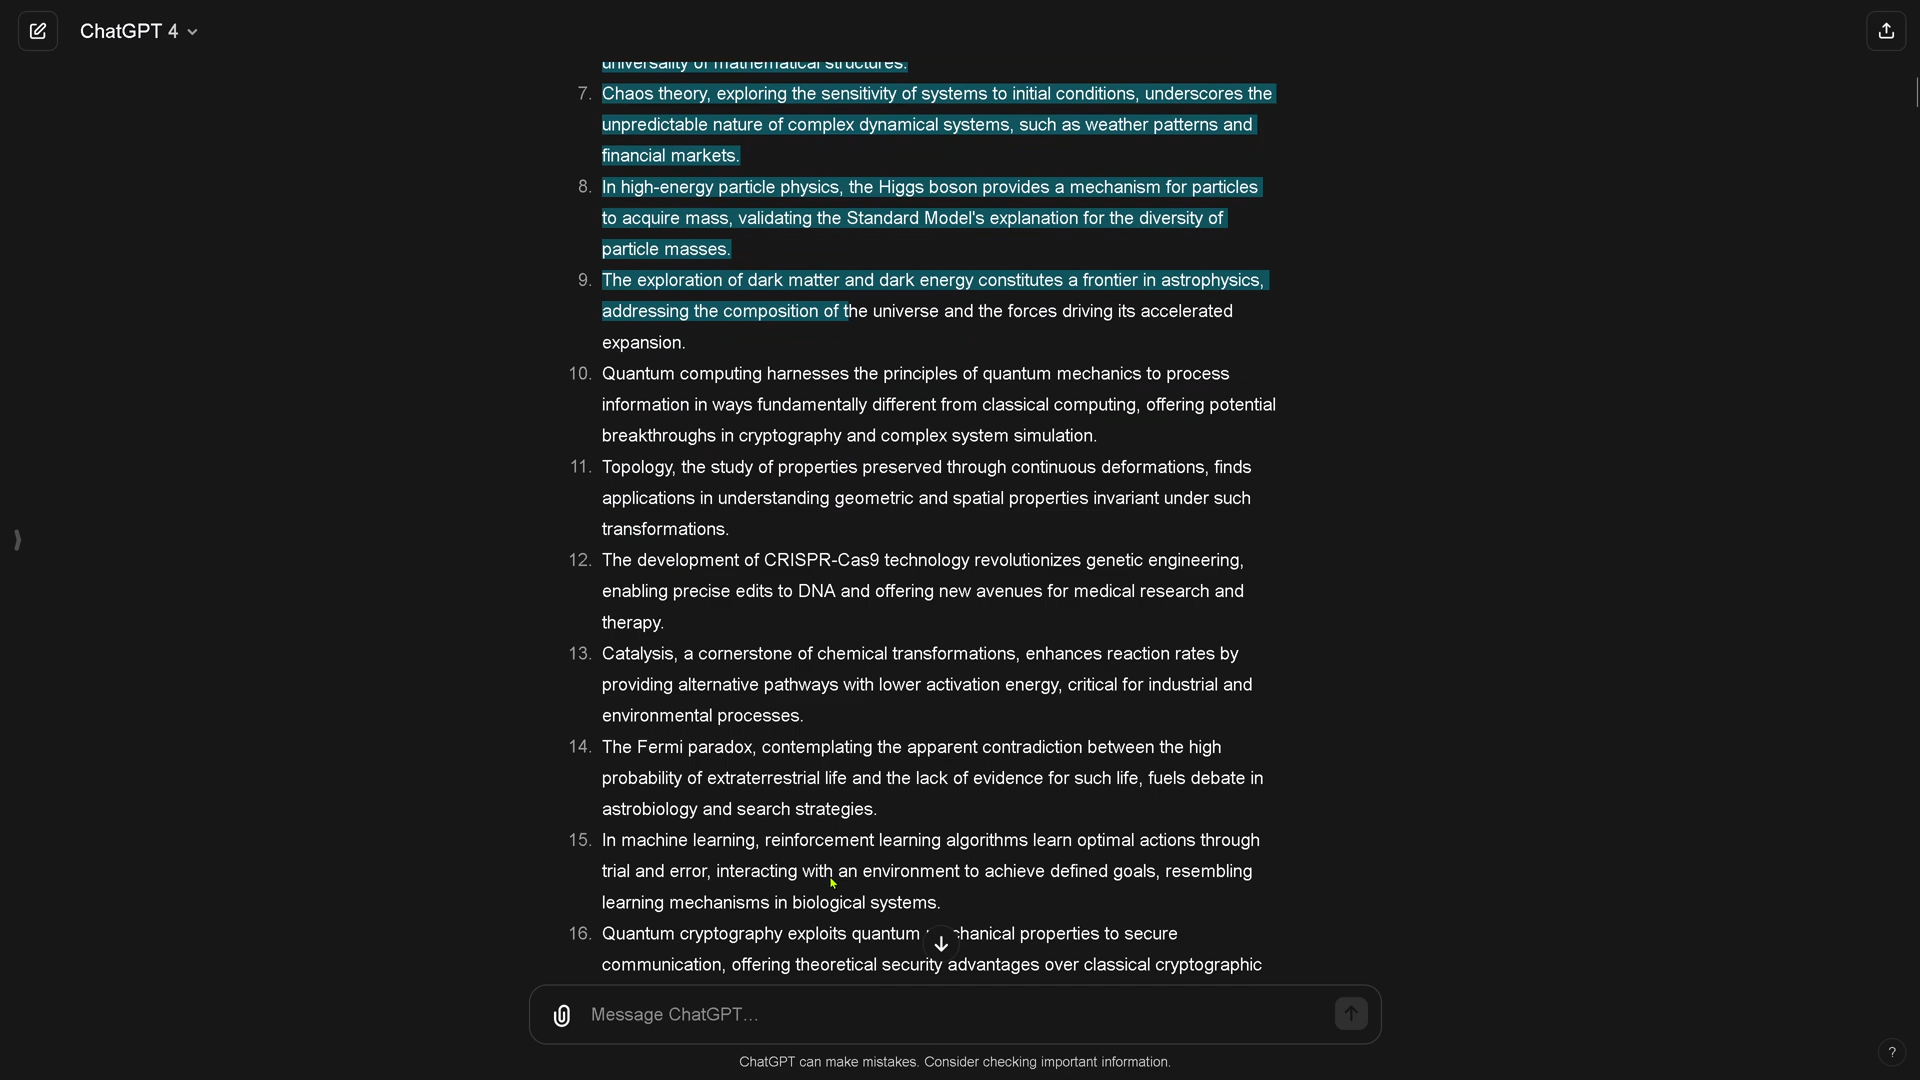 ChatGPT 4
universality of mathematical structures.
7. Chaos theory, exploring the sensitivity of systems to initial conditions, underscores the
unpredictable nature of complex dynamical systems, such as weather patterns and
financial markets.
8. In high-energy particle physics, the Higgs boson provides a mechanism for particles
to acquire mass, validating the Standard Model's explanation for the diversity of
particle masses.
9. The exploration of dark matter and dark energy constitutes a frontier in astrophysics,
addressing the composition of the universe and the forces driving its accelerated
expansion.
10. Quantum computing harnesses the principles of quantum mechanics to process
information in ways fundamentally different from classical computing, offering potential
breakthroughs in cryptography and complex system simulation.
11. Topology, the study of properties preserved through continuous deformations, finds
applications in understanding geometric and spatial properties invariant under such
transformations.
12. The development of CRISPR-Cas9 technology revolutionizes genetic engineering,
enabling precise edits to DNA and offering new avenues for medical research and
therapy.
13. Catalysis, a cornerstone of chemical transformations, enhances reaction rates by
providing alternative pathways with lower activation energy, critical for industrial and
environmental processes.
14. The Fermi paradox, contemplating the apparent contradiction between the high
probability of extraterrestrial life and the lack of evidence for such life, fuels debate in
astrobiology and search strategies.
15. In machine learning, reinforcement learning algorithms learn optimal actions through
trial and error, interacting with an environment to achieve defined goals, resembling
learning mechanisms in biological systems.
16. Quantum cryptography exploits quantum mechanical properties to secure
communication, offering theoretical security advantages over classical cryptographic
Message ChatGPT…
ChatGPT can make mistakes. Consider checking important information.
?